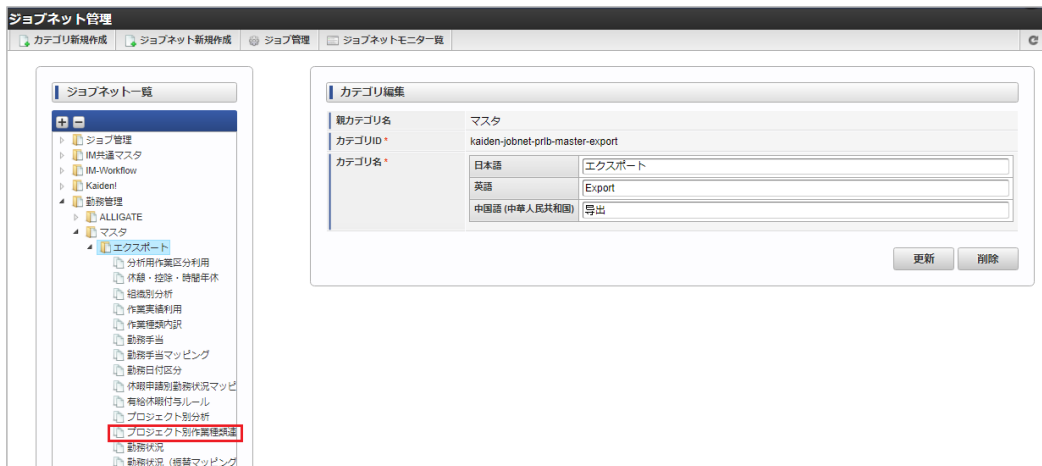 ジョブネット管理
カテゴリ新規作成 ジョブネット新規作成 ジョブ管理 ジョブネットモニター覧
ジョブネット一覧
ジョブ管理
IM共通マスタ
IM-Workflow
Kaiden!
勤務管理
ALLIGATE
マスタ
エクスポート
分析用作業区分利用
休憩・控除・時間年休
組織別分析
作業実績利用
作業種類内訳
勤務手当
勤務手当マッピング
勤務日付区分
休暇申請別勤務状況マッピ
有給休暇付与ルール
プロジェクト別分析
プロジェクト別作業種類連
勤務状況
勤務状況（振替マッピング
カテゴリ編集
親カテゴリ名 マスタ
カテゴリID * kaiden-jobnet-prlb-master-export
カテゴリ名 *
日本語 エクスポート
英語 Export
中国語 (中華人民共和国) 导出
更新 削除